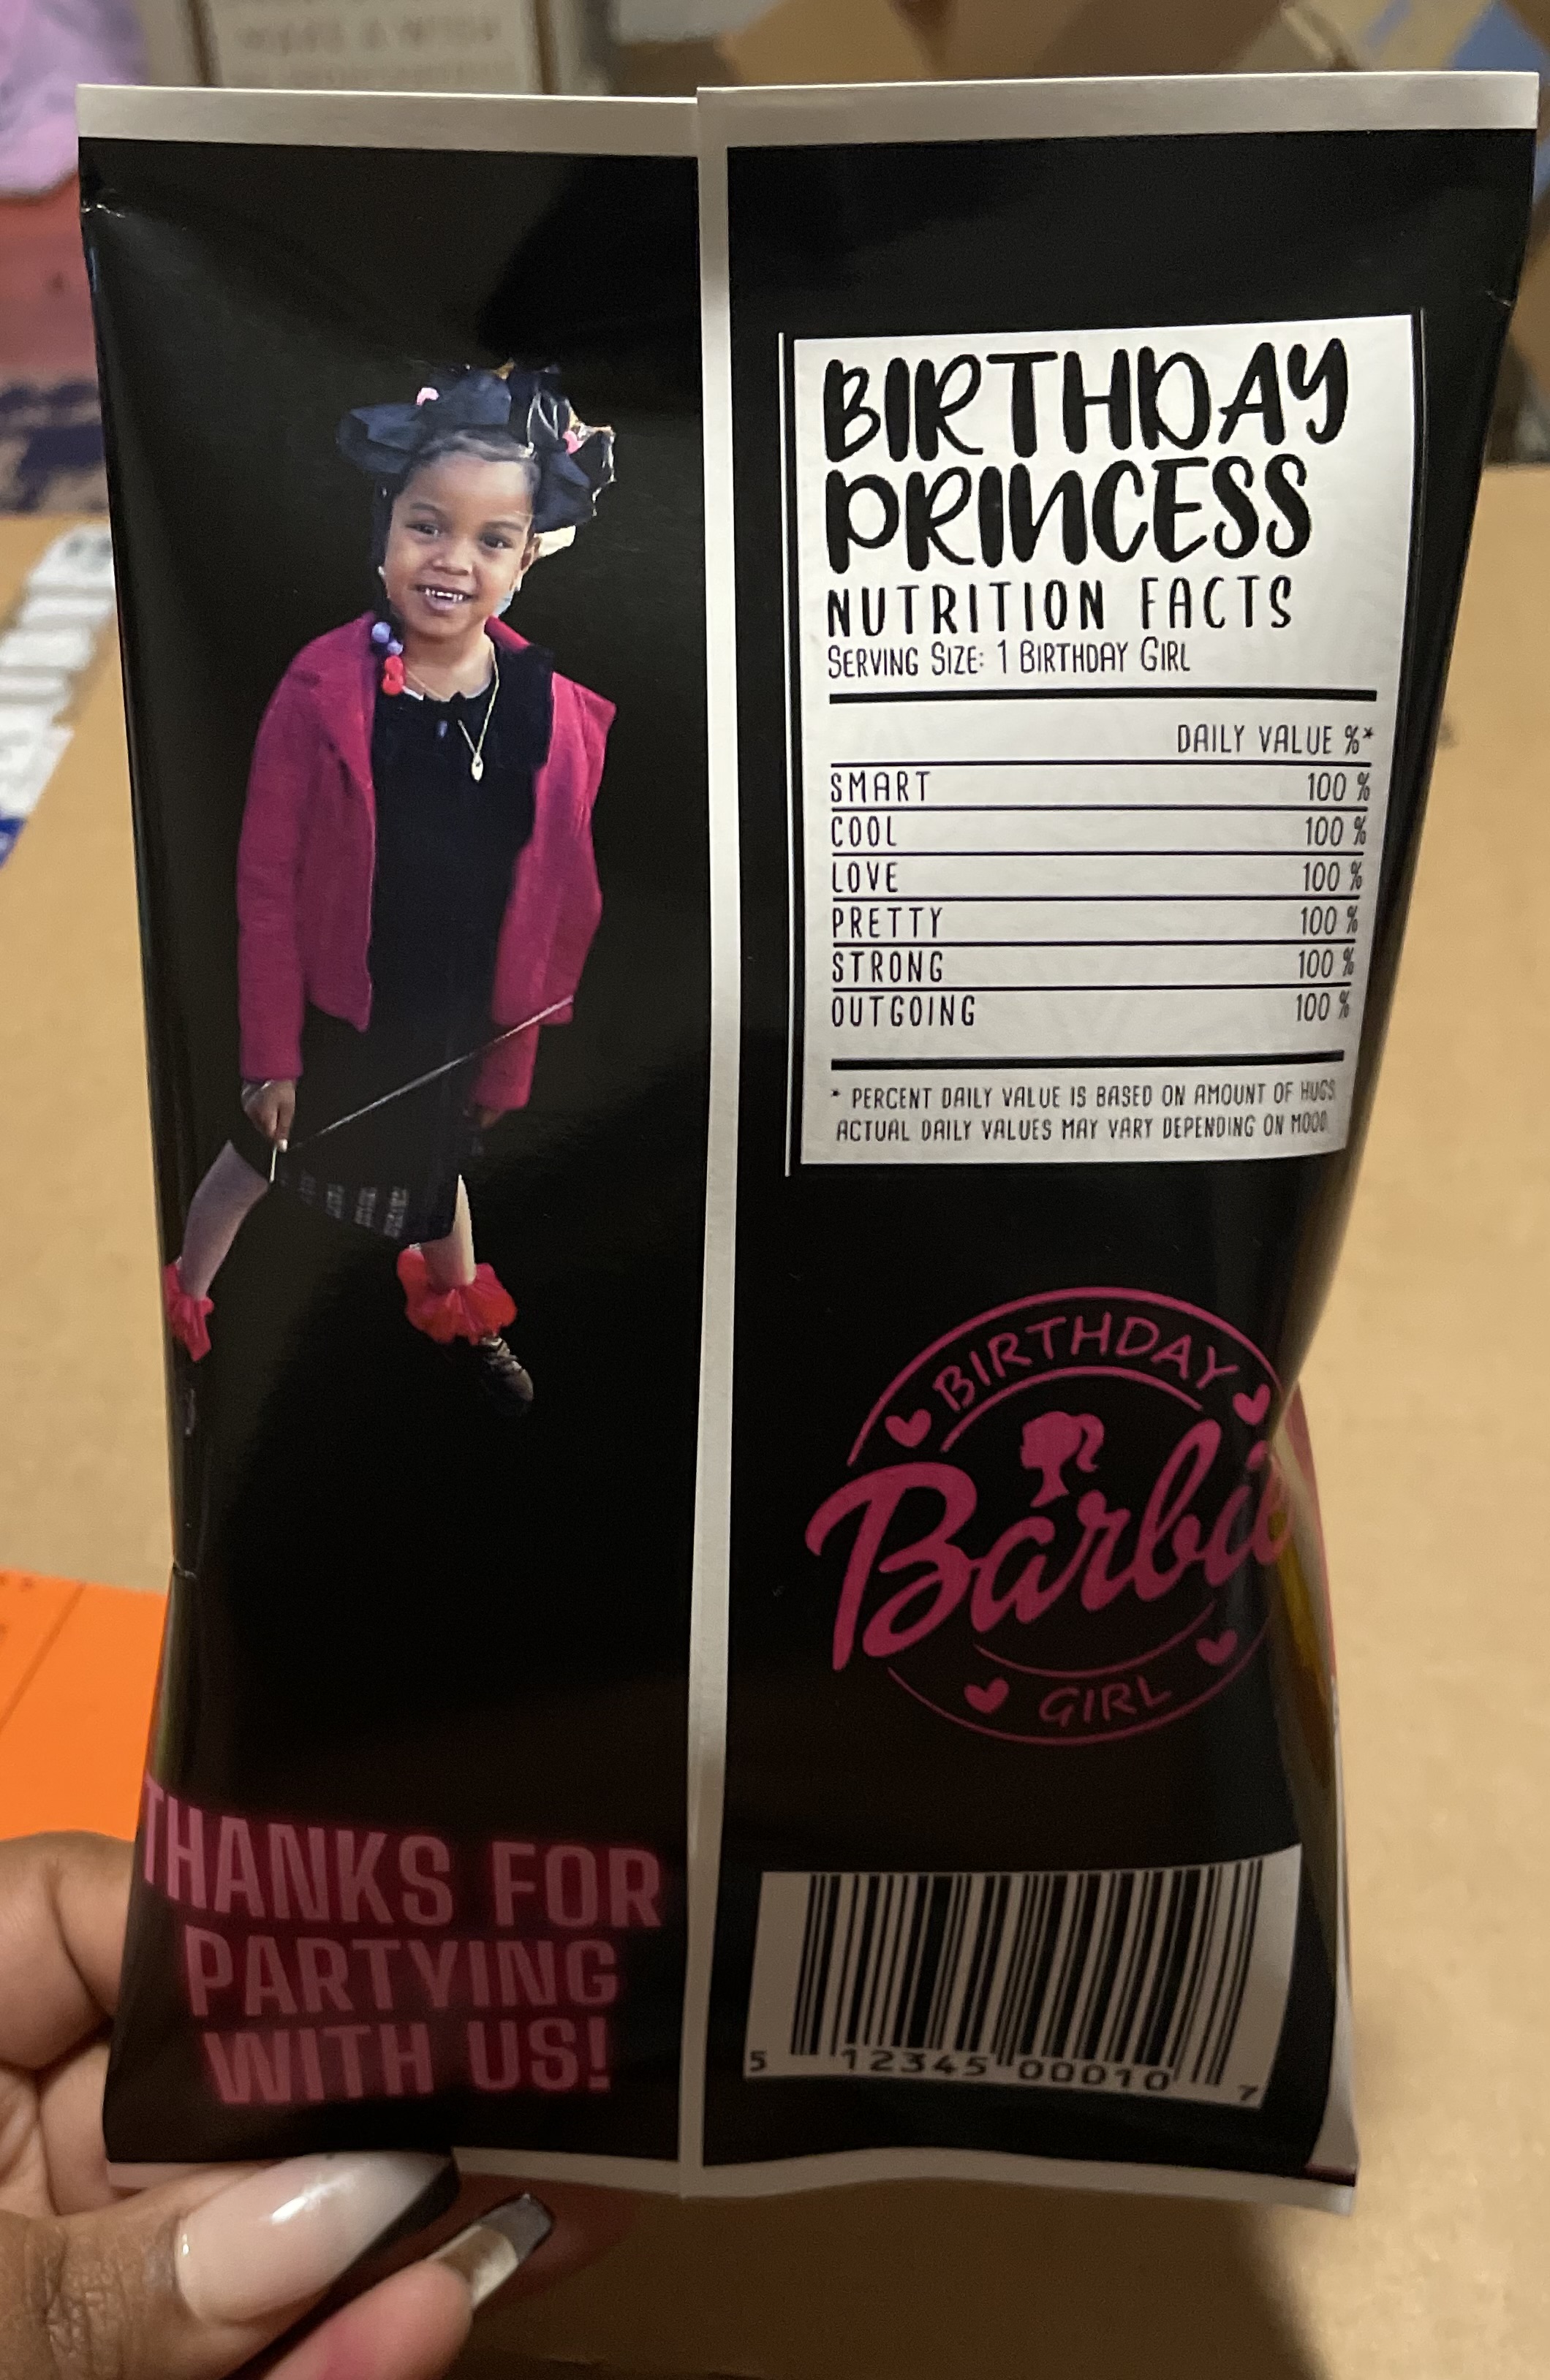 BIRTHDAY
PRINCESS
NUTRITION FACTS
SERVING SIZE: 1 BIRTHDAY GIRL
DAILY VALUE %*
SMART 100 %
COOL 100 %
LOVE 100 %
PRETTY 100 %
STRONG 100 %
OUTGOING 100 %
* PERCENT DAILY VALUE IS BASED ON AMOUNT OF HUGS
ACTUAL DAILY VALUES MAY VARY DEPENDING ON MOOD
BIRTHDAY
Barbie
GIRL
THANKS FOR
PARTYING
WITH US!
5 12345 00010 7